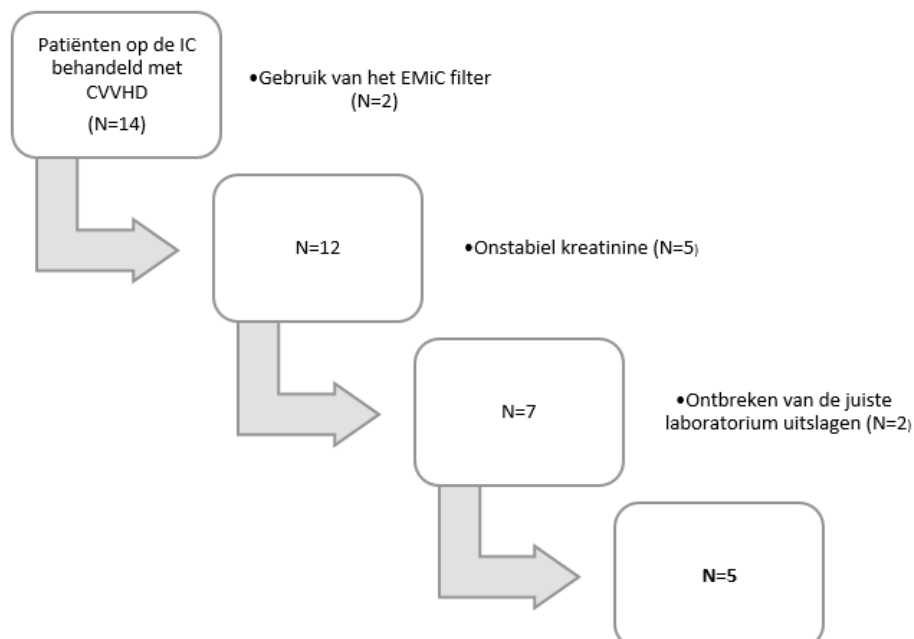 Patiënten op de IC
behandeld met
CVVHD
(N=14)
•Gebruik van het EMiC filter
(N=2)
N=12
•Onstabiel kreatinine (N=5)
N=7
•Ontbreken van de juiste
laboratorium uitslagen (N=2)
N=5